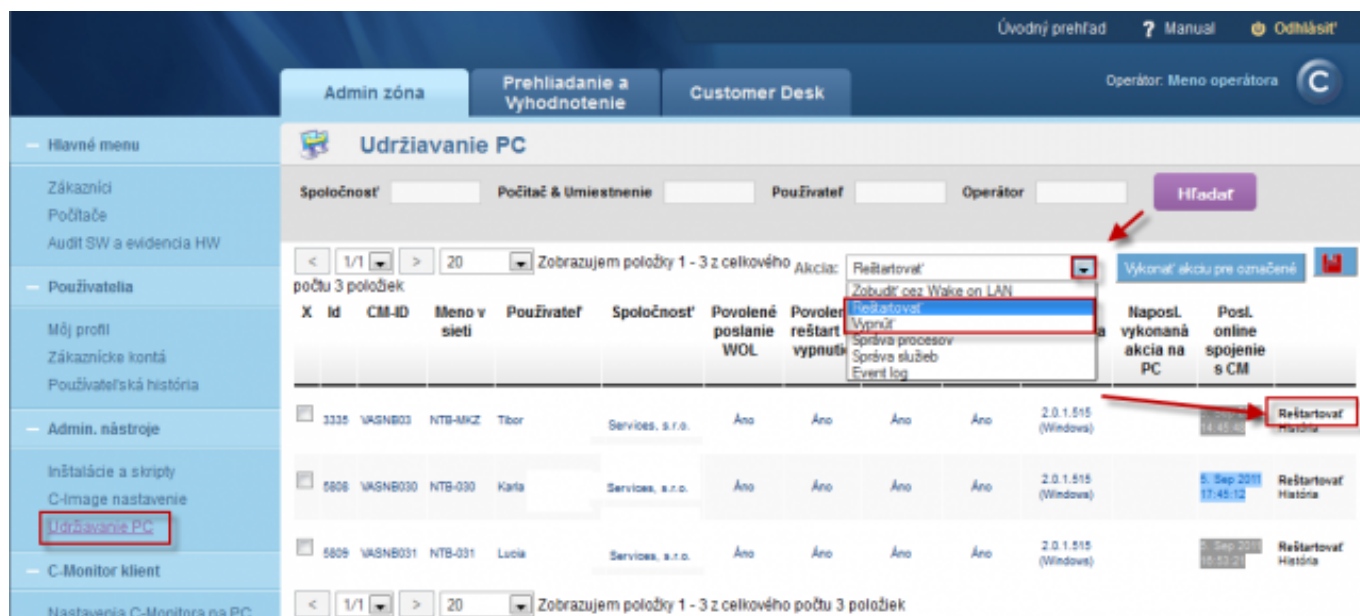 Úvodný prehľad ? Manual Odhlásiť
Admin zóna
Prehliadanie a
Vyhodnotenie
Customer Desk
Operátor: Meno operátora
C
Hlavné menu
Zákazníci
Počítače
Audit SW a evidencia HW
Používatelia
Môj profil
Zákaznícke kontá
Používateľská história
Admin. nástroje
Inštalácie a skripty
C-Image nastavenie
Udržiavanie PC
C-Monitor klient
Nastavenia C-Monitora na PC
Udržiavanie PC
Spoločnosť Počítač & Umiestnenie Používateľ Operátor Hľadať
< 1/1 > 20 Zobrazujem položky 1 - 3 z celkového
počtu 3 položiek
Akcia: Reštartovať Vykonať akciu pre označené
Zobudiť cez Wake on LAN
Reštartovať
Vypnúť
Správa procesov
Správa služieb
Event log
X Id CM-ID Meno v sieti Používateľ Spoločnosť Povolené poslanie WOL reštart Naposl. vykonaná akcia na PC Posl. online spojenie s CM
3335 VASNB03 NTB-MKZ Tibor Services, s.r.o. Áno Áno Áno Áno 2.0.1.515 (Windows) Reštartovať
História
5808 VASNB030 NTB-030 Karla Services, s.r.o. Áno Áno Áno Áno 2.0.1.515 (Windows) 5. Sep 2011 17:45:12 Reštartovať
História
5809 VASNB031 NTB-031 Lucia Services, s.r.o. Áno Áno Áno Áno 2.0.1.515 (Windows) Reštartovať
História
< 1/1 > 20 Zobrazujem položky 1 - 3 z celkového počtu 3 položiek